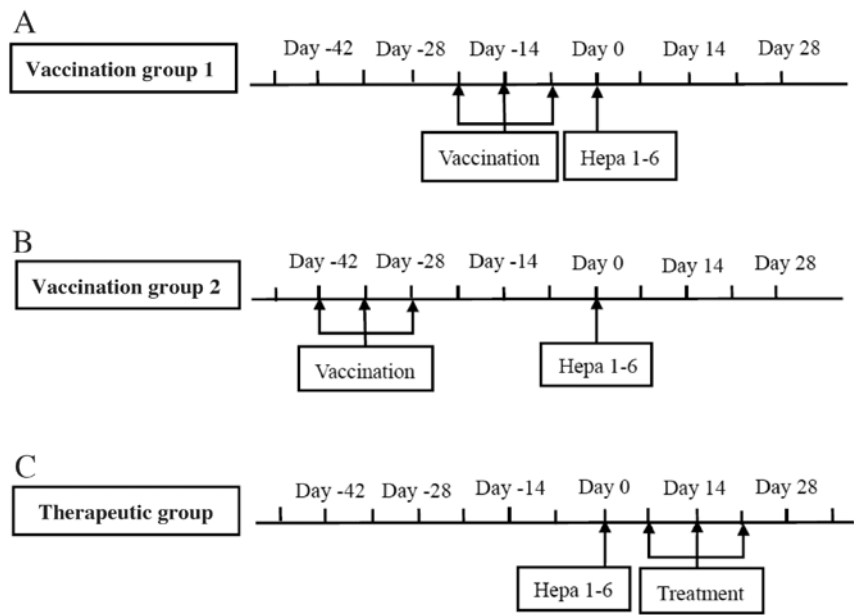 A
Day -42 Day -28 Day -14 Day 0 Day 14 Day 28
Vaccination group 1
Vaccination Hepa 1-6
B
Day -42 Day -28 Day -14 Day 0 Day 14 Day 28
Vaccination group 2
Vaccination Hepa 1-6
C
Day -42 Day -28 Day -14 Day 0 Day 14 Day 28
Therapeutic group
Hepa 1-6 Treatment